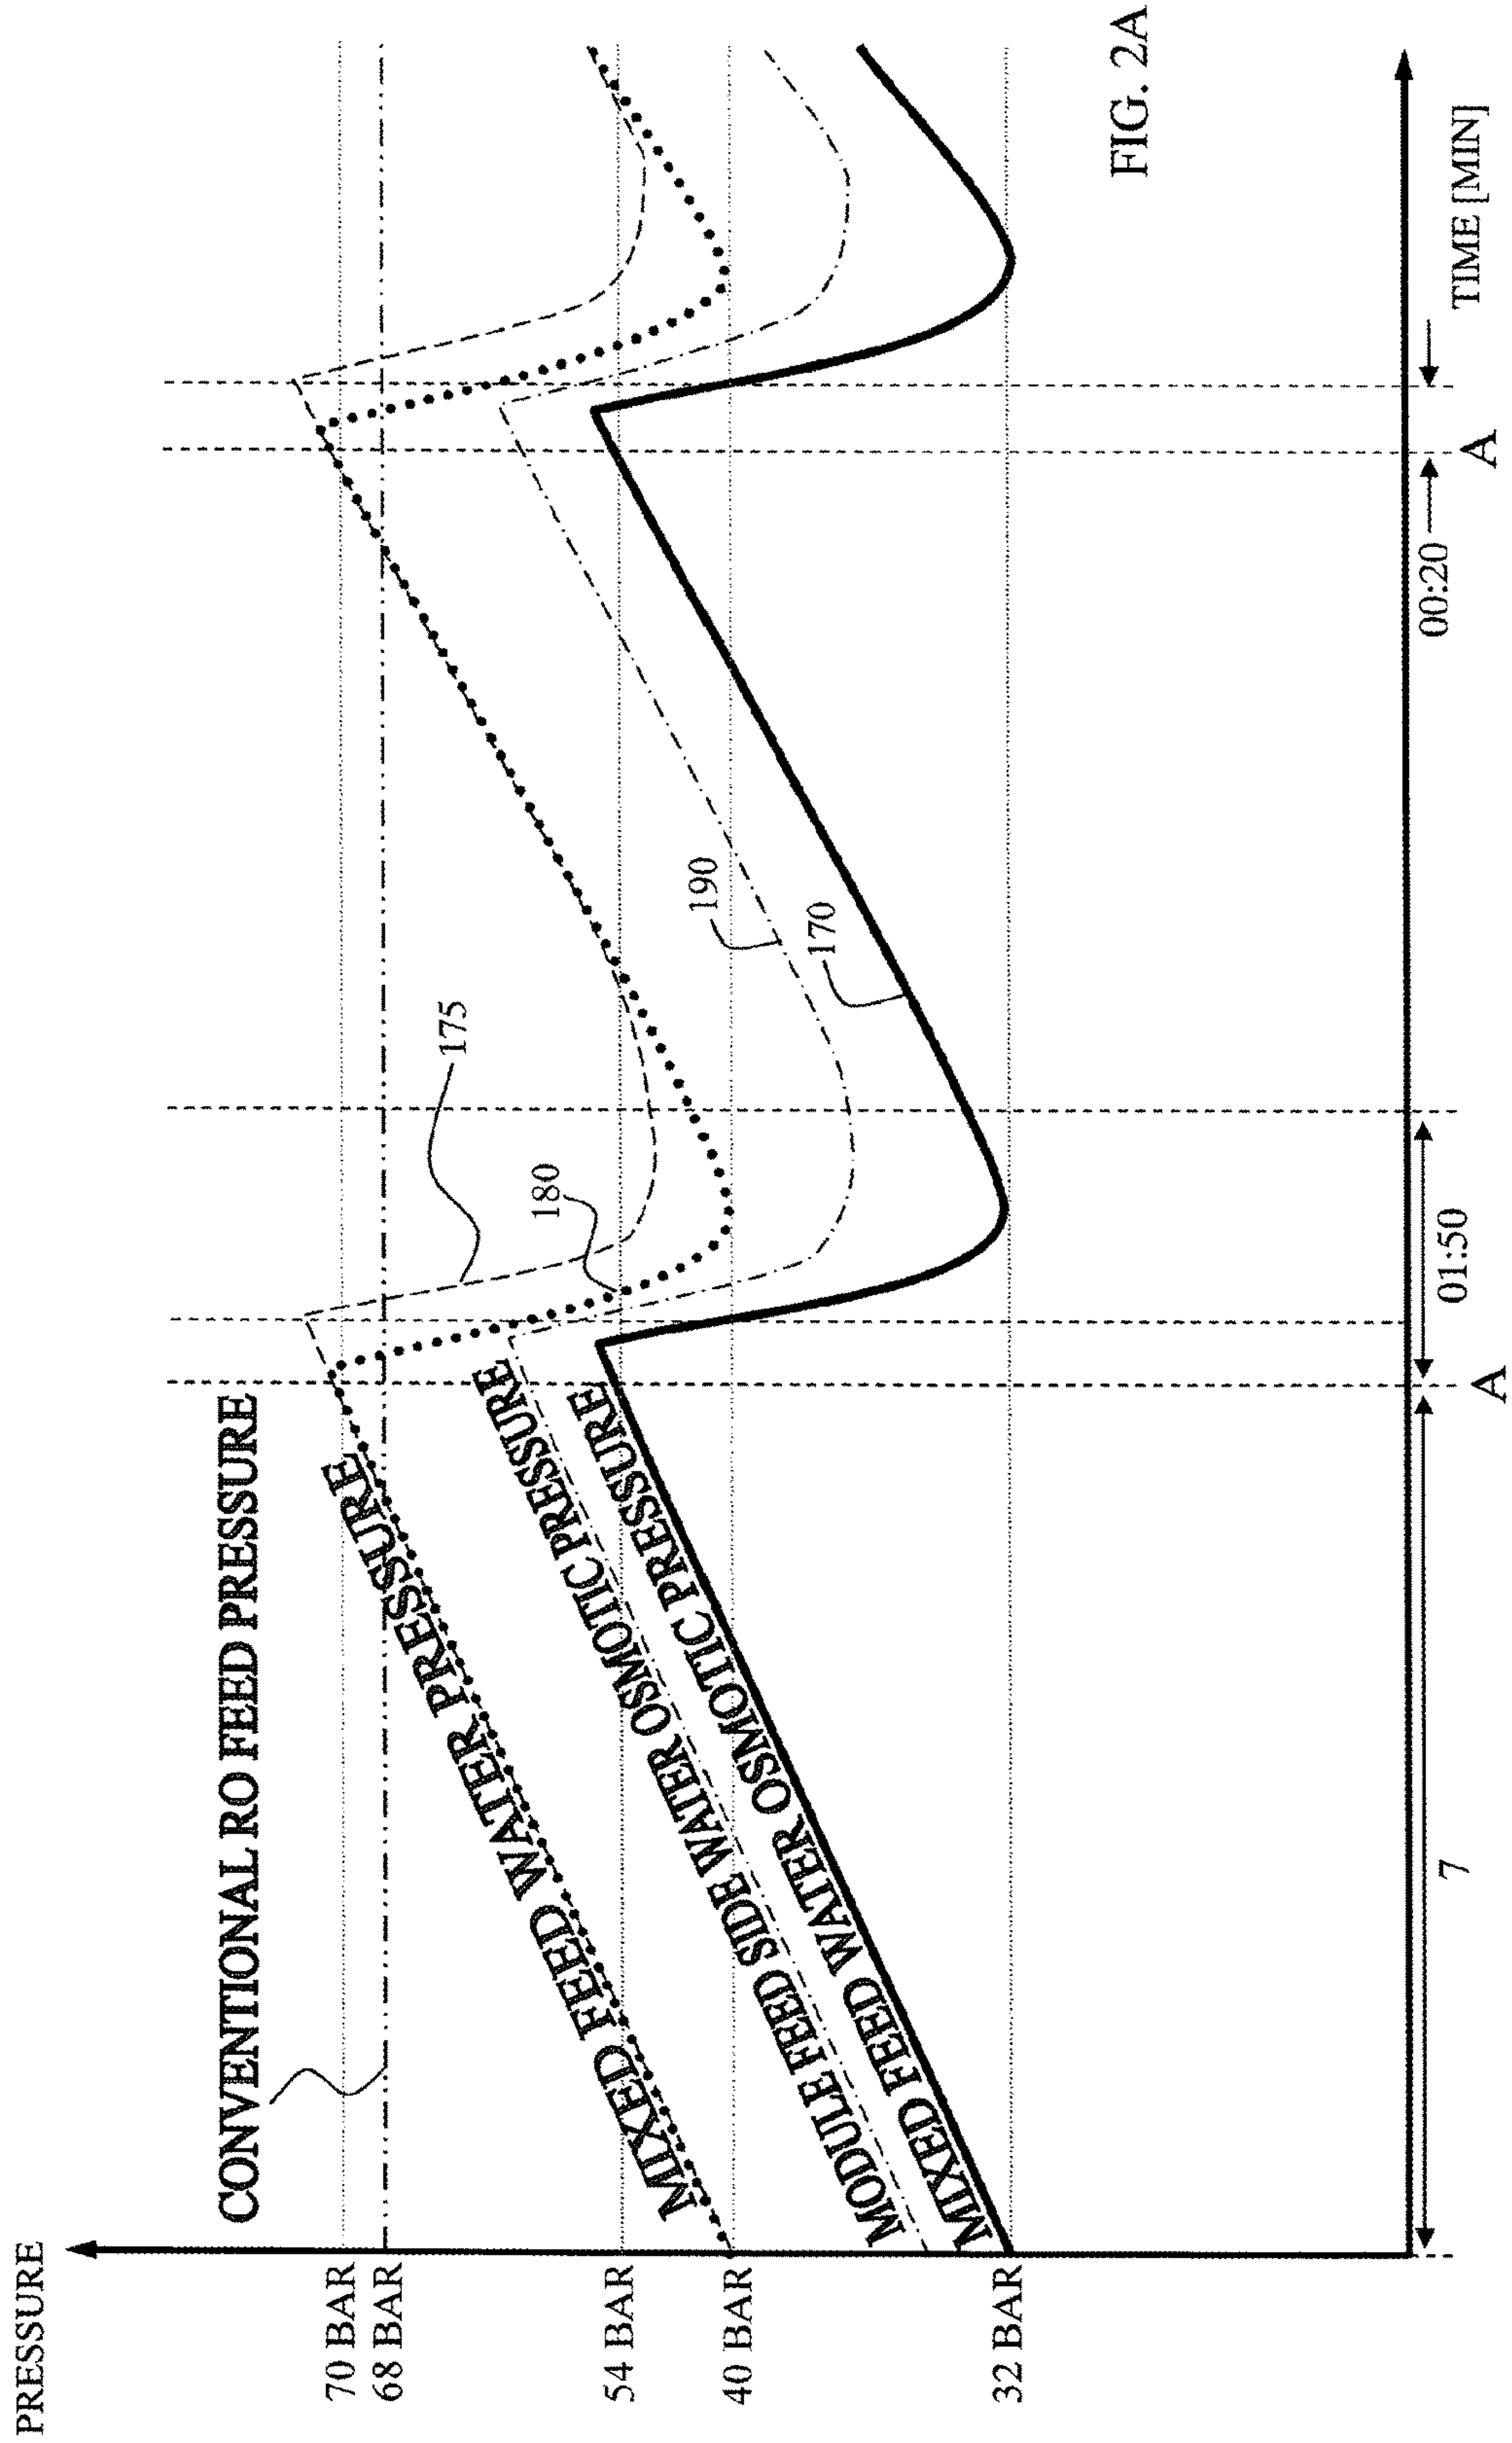 PRESSURE
CONVENTIONAL RO FEED PRESSURE
70 BAR
68 BAR
54 BAR
40 BAR
32 BAR
MIXED FEED WATER PRESSURE
MODULE FEED SIDE WATER OSMOTIC PRESSURE
MIXED FEED WATER OSMOTIC PRESSURE
175
180
190
170
7
A
01:50
00:20
A
TIME [MIN]
FIG. 2A